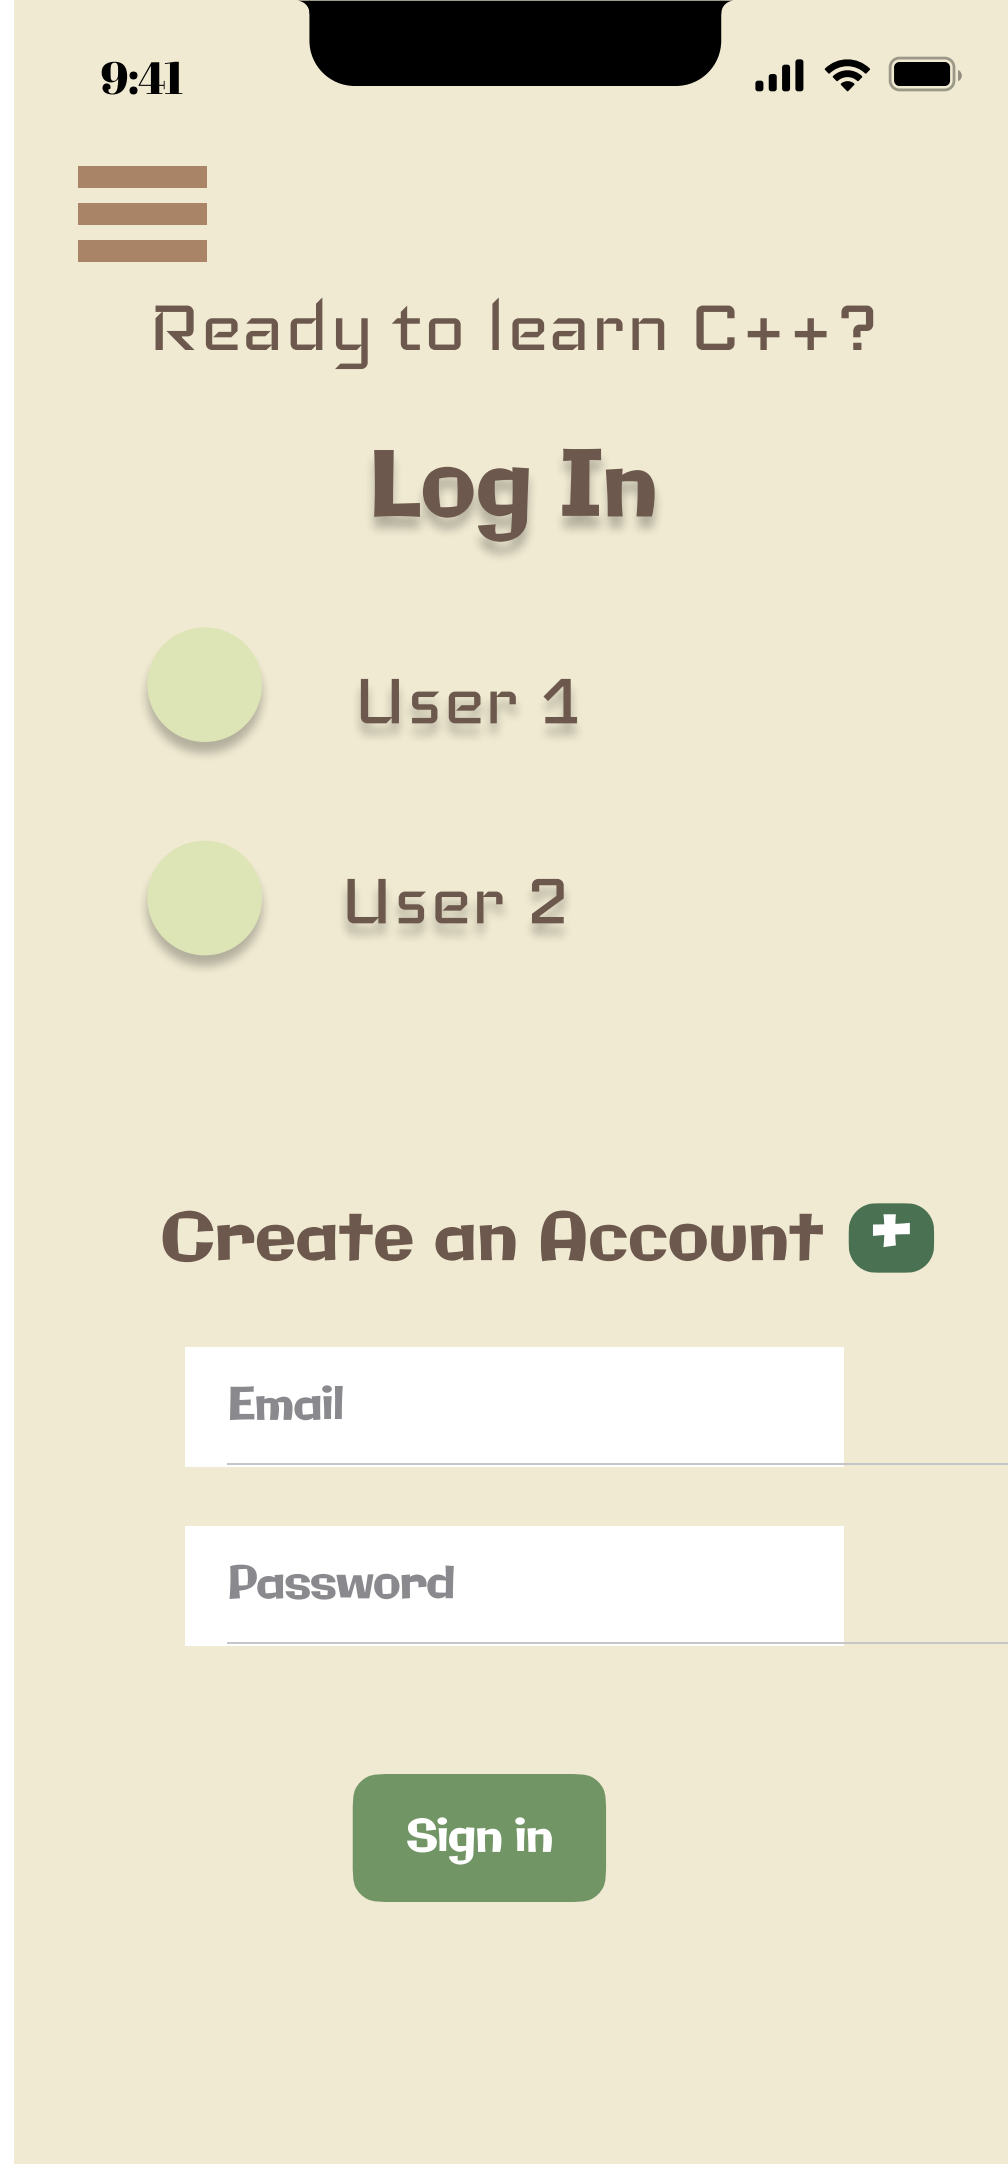 9:41
Ready to learn C++?
Log In
User 1
User 2
Create an Account +
Email
Password
Sign in